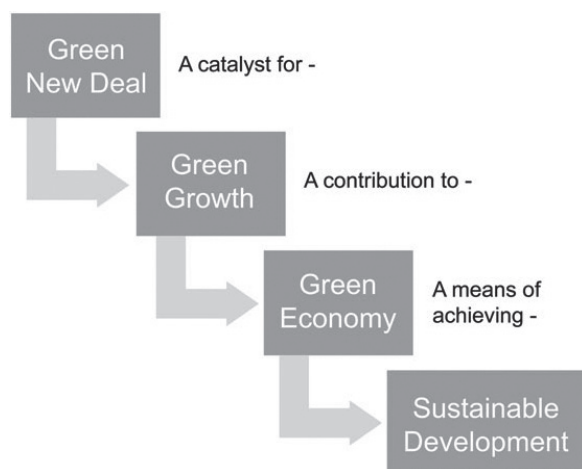 Green
New Deal
A catalyst for -
Green
Growth
A contribution to -
Green
Economy
A means of
achieving -
Sustainable
Development